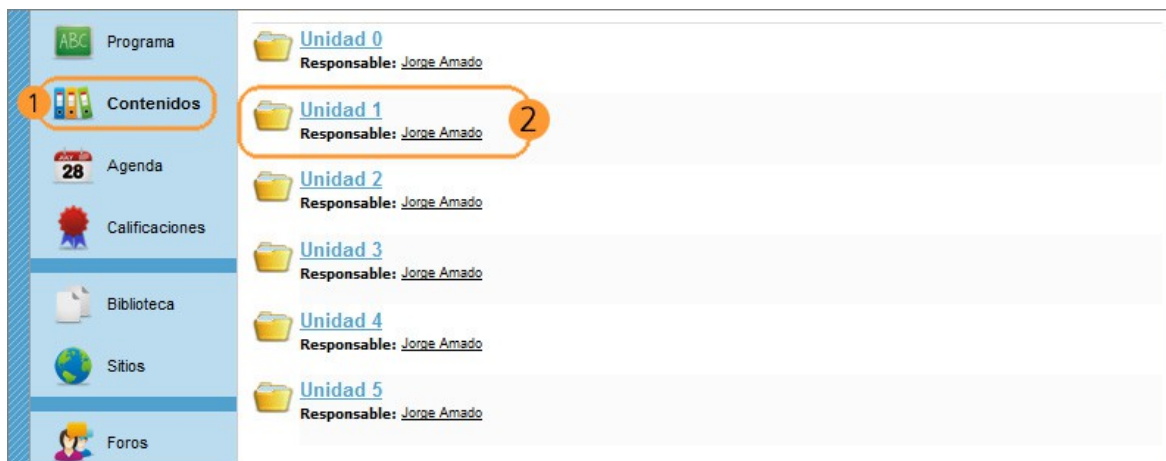 ABC
Programa
1
Contenidos
28
Agenda
Calificaciones
Biblioteca
Sitios
Foros
Unidad 0
Responsable: Jorge Amado
Unidad 1
Responsable: Jorge Amado
2
Unidad 2
Responsable: Jorge Amado
Unidad 3
Responsable: Jorge Amado
Unidad 4
Responsable: Jorge Amado
Unidad 5
Responsable: Jorge Amado